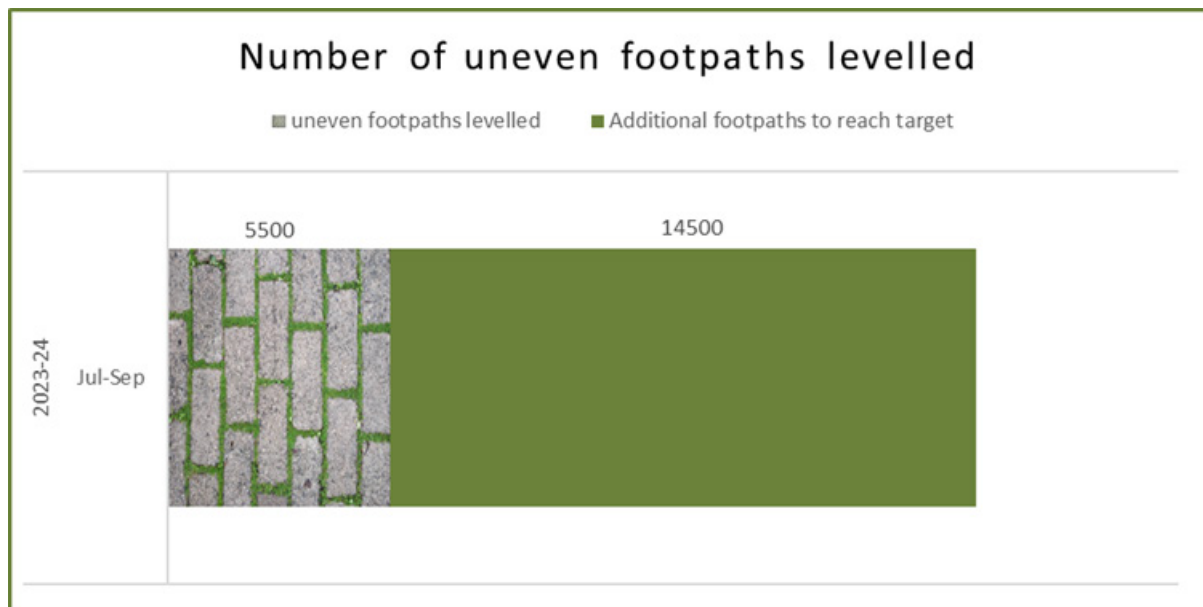 Number of uneven footpaths levelled
uneven footpaths levelled
Additional footpaths to reach target
5500
14500
2023-24
Jul-Sep